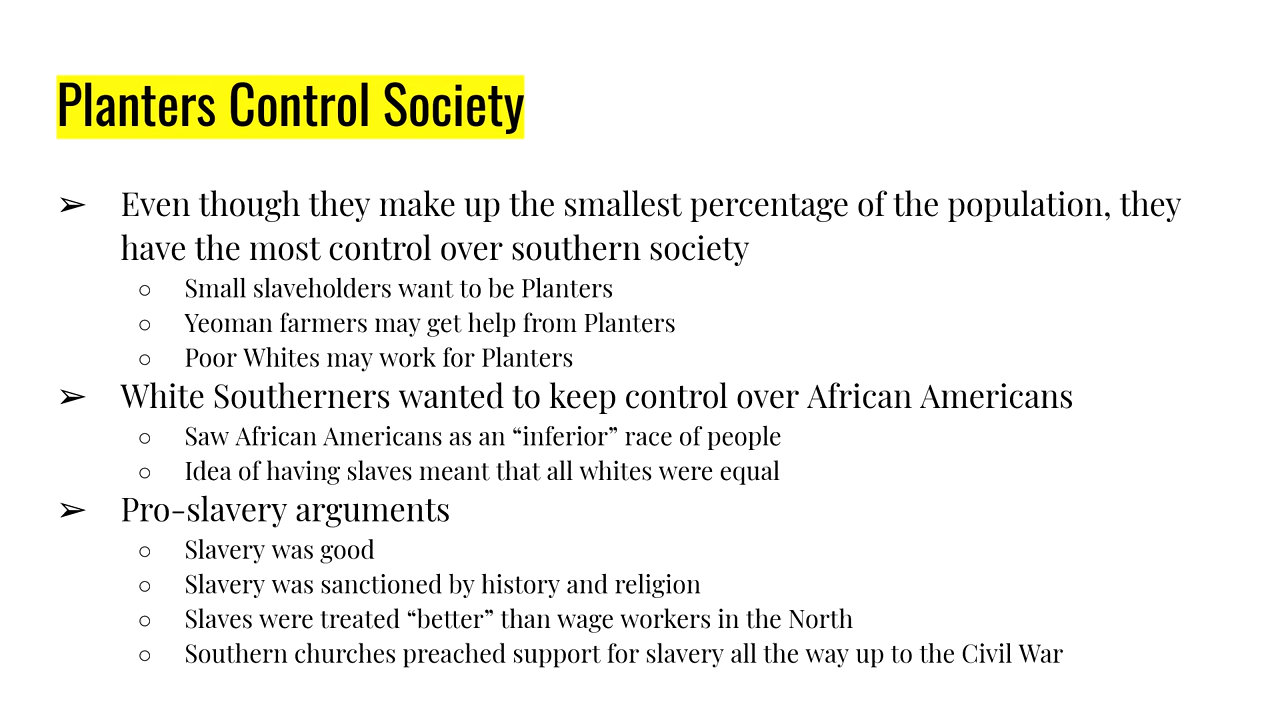 Planters Control Society
➢ Even though they make up the smallest percentage of the population, they
have the most control over southern society
○ Small slaveholders want to be Planters
○ Yeoman farmers may get help from Planters
○ Poor Whites may work for Planters
➢ White Southerners wanted to keep control over African Americans
○ Saw African Americans as an “inferior” race of people
○ Idea of having slaves meant that all whites were equal
➢ Pro-slavery arguments
○ Slavery was good
○ Slavery was sanctioned by history and religion
○ Slaves were treated “better” than wage workers in the North
○ Southern churches preached support for slavery all the way up to the Civil War